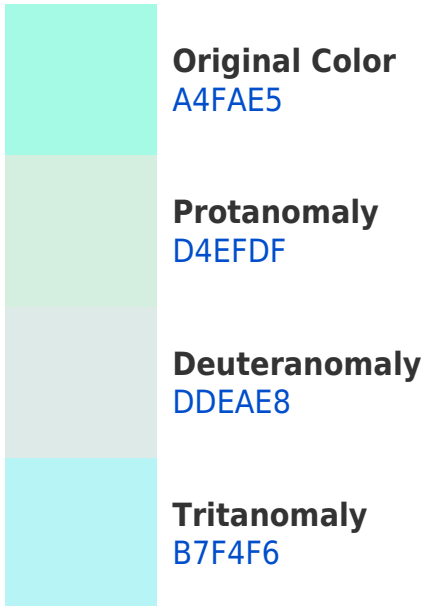 Original Color
A4FAE5
Protanomaly
D4EFDF
Deuteranomaly
DDEAE8
Tritanomaly
B7F4F6